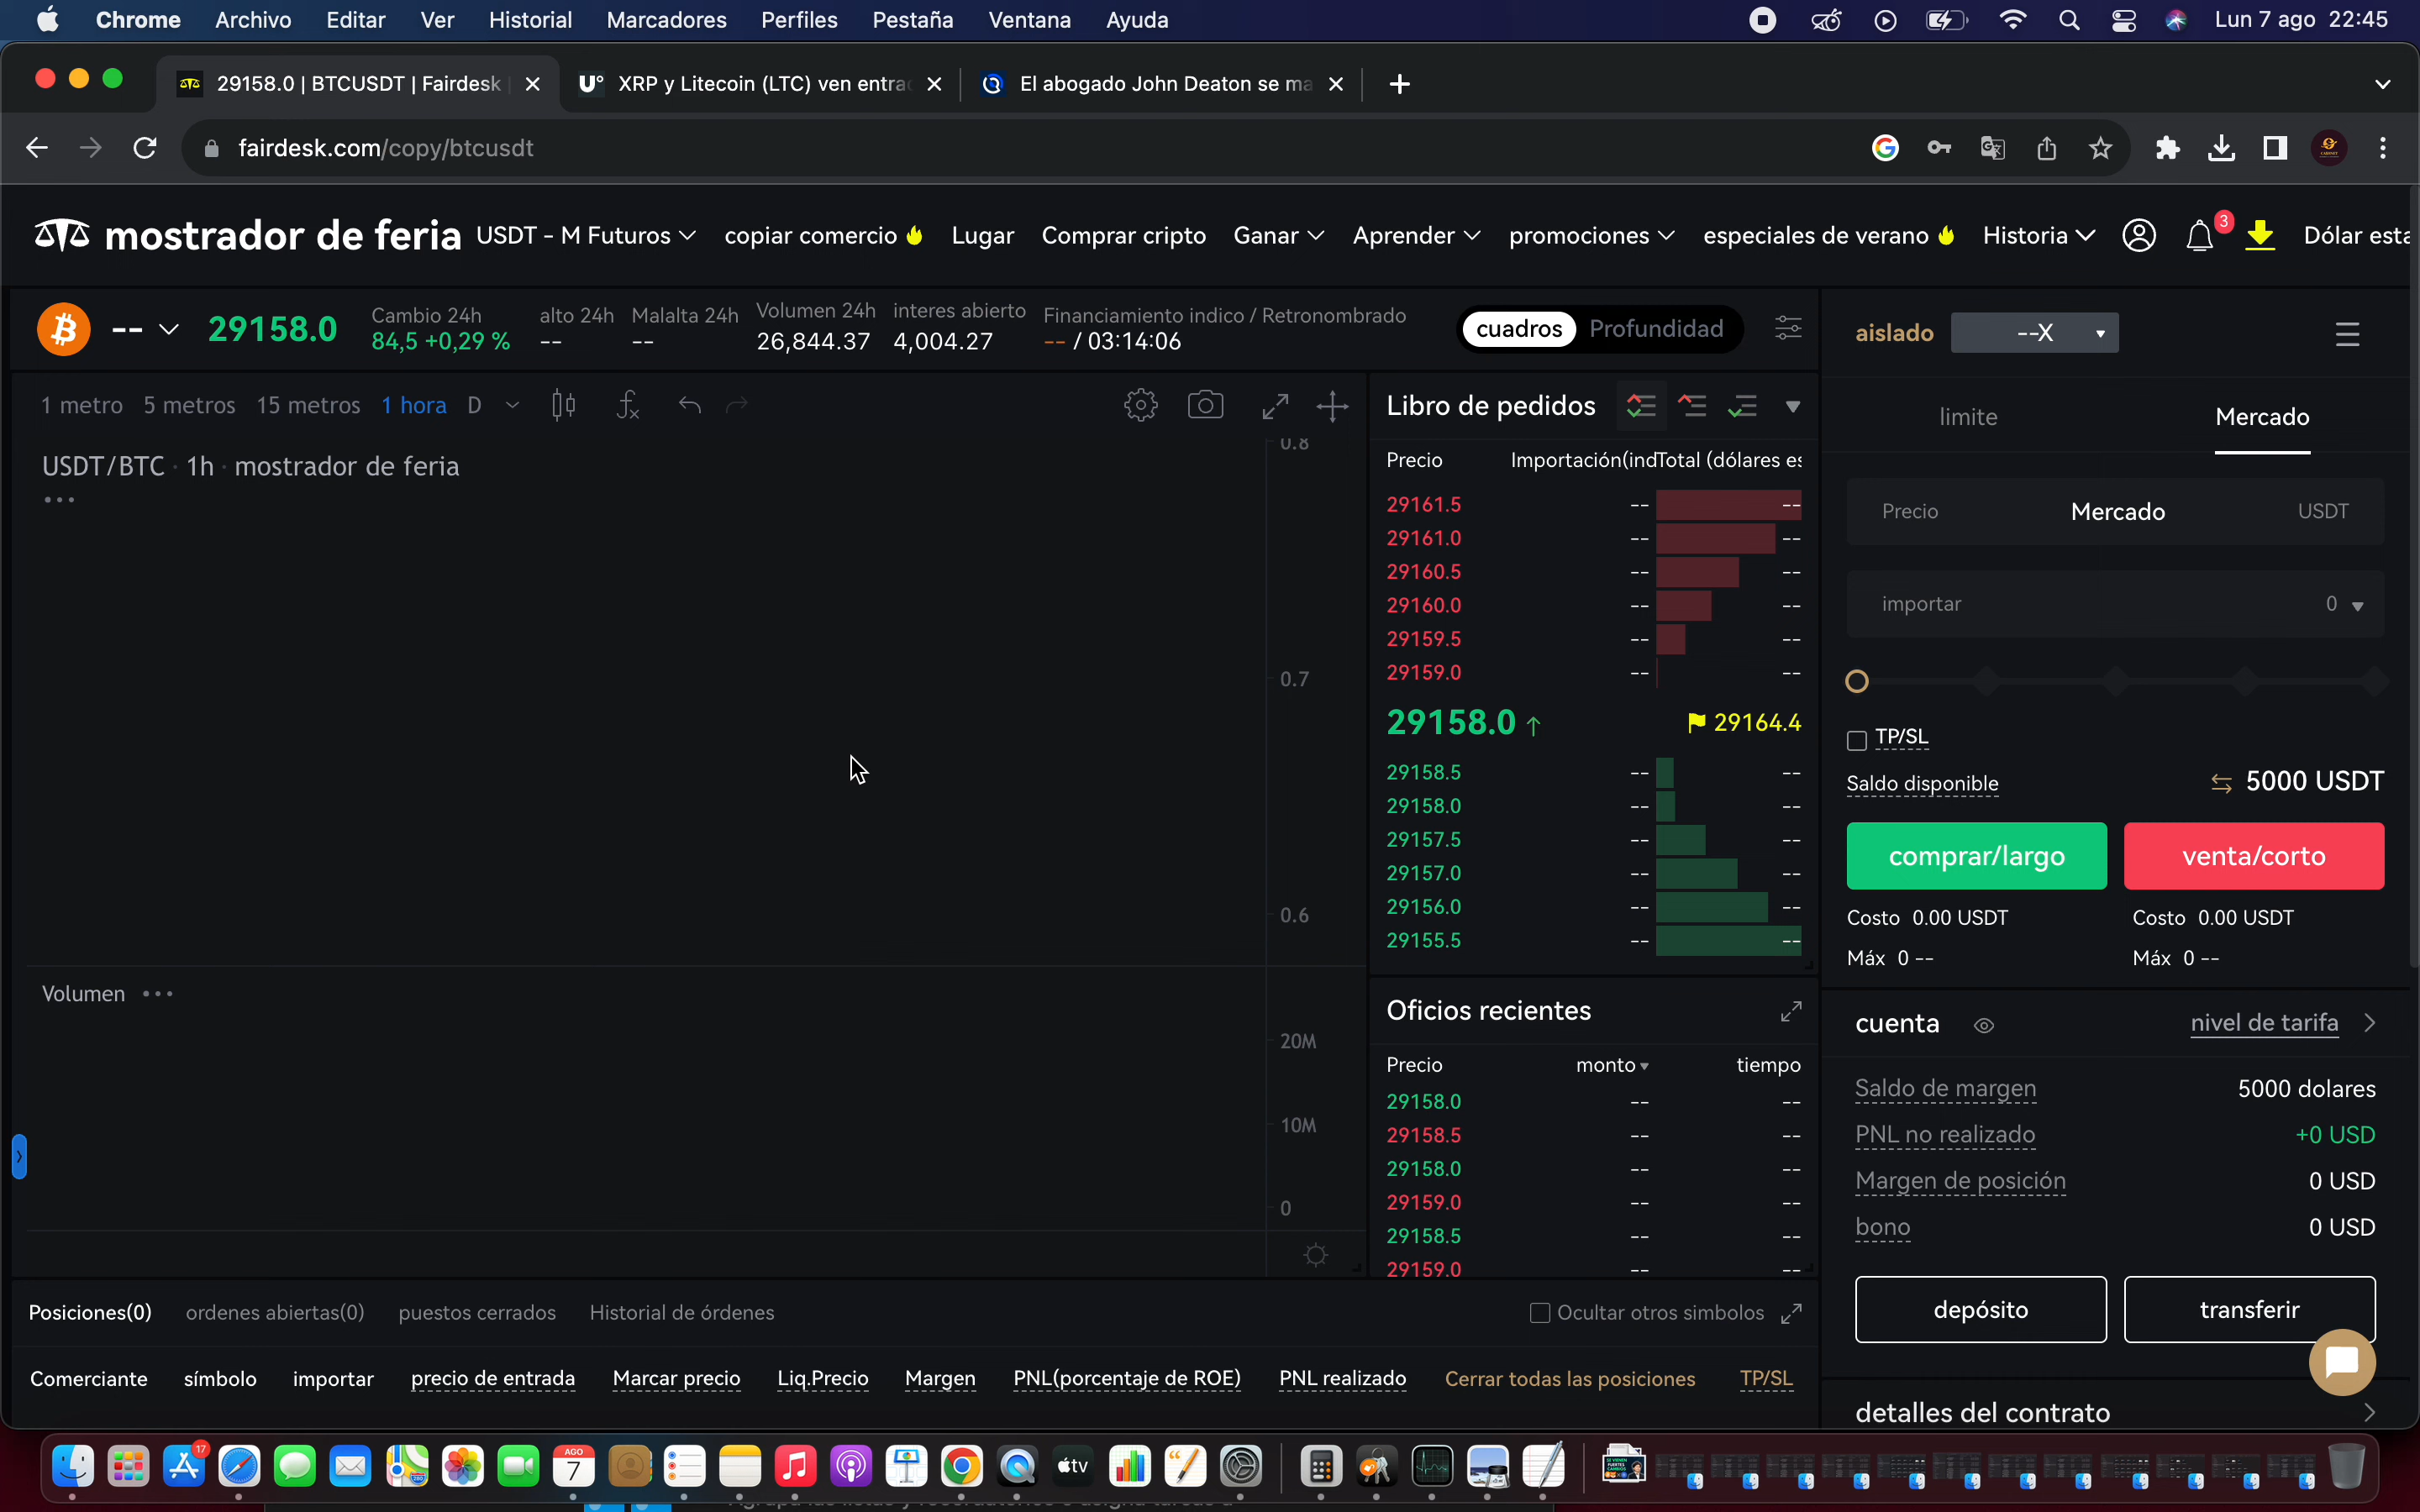 Chrome Archivo Editar Ver Historial Marcadores Perfiles Pestaña Ventana Ayuda Lun 7 ago 22:45
29158.0 | BTCUSDT | Fairdesk XRP y Litecoin (LTC) ven entra El abogado John Deaton se ma
fairdesk.com/copy/btcusdt
mostrador de feria USDT - M Futuros copiar comercio Lugar Comprar cripto Ganar Aprender promociones especiales de verano Historia 3 Dólar esta
-- 29158.0
Cambio 24h alto 24h Malalta 24h Volumen 24h interes abierto Financiamiento indico / Retronombrado
84,5 +0,29 % -- -- 26,844.37 4,004.27 -- / 03:14:06
cuadros Profundidad
aislado --X
1 metro 5 metros 15 metros 1 hora D
USDT/BTC · 1h · mostrador de feria
0.8
0.7
0.6
Volumen
20M
10M
0
Libro de pedidos
Precio Importación(ind Total (dólares es
29161.5 -- --
29161.0 -- --
29160.5 -- --
29160.0 -- --
29159.5 -- --
29159.0 -- --
29158.0 ↑ 29164.4
29158.5 -- --
29158.0 -- --
29157.5 -- --
29157.0 -- --
29156.0 -- --
29155.5 -- --
Oficios recientes
Precio monto tiempo
29158.0 -- --
29158.5 -- --
29158.0 -- --
29159.0 -- --
29158.5 -- --
29159.0 -- --
limite Mercado
Precio Mercado USDT
importar 0
TP/SL
Saldo disponible 5000 USDT
comprar/largo venta/corto
Costo 0.00 USDT Costo 0.00 USDT
Máx 0 -- Máx 0 --
cuenta nivel de tarifa
Saldo de margen 5000 dolares
PNL no realizado +0 USD
Margen de posición 0 USD
bono 0 USD
depósito transferir
detalles del contrato
Posiciones(0) ordenes abiertas(0) puestos cerrados Historial de órdenes Ocultar otros simbolos
Comerciante símbolo importar precio de entrada Marcar precio Liq.Precio Margen PNL(porcentaje de ROE) PNL realizado Cerrar todas las posiciones TP/SL
17
AGO
7
tv